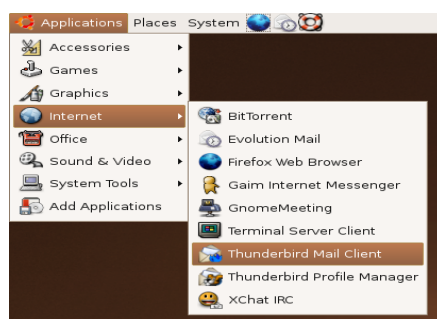 Applications Places System
Accessories
Games
Graphics
Internet
Office
Sound & Video
System Tools
Add Applications
BitTorrent
Evolution Mail
Firefox Web Browser
Gaim Internet Messenger
GnomeMeeting
Terminal Server Client
Thunderbird Mail Client
Thunderbird Profile Manager
XChat IRC